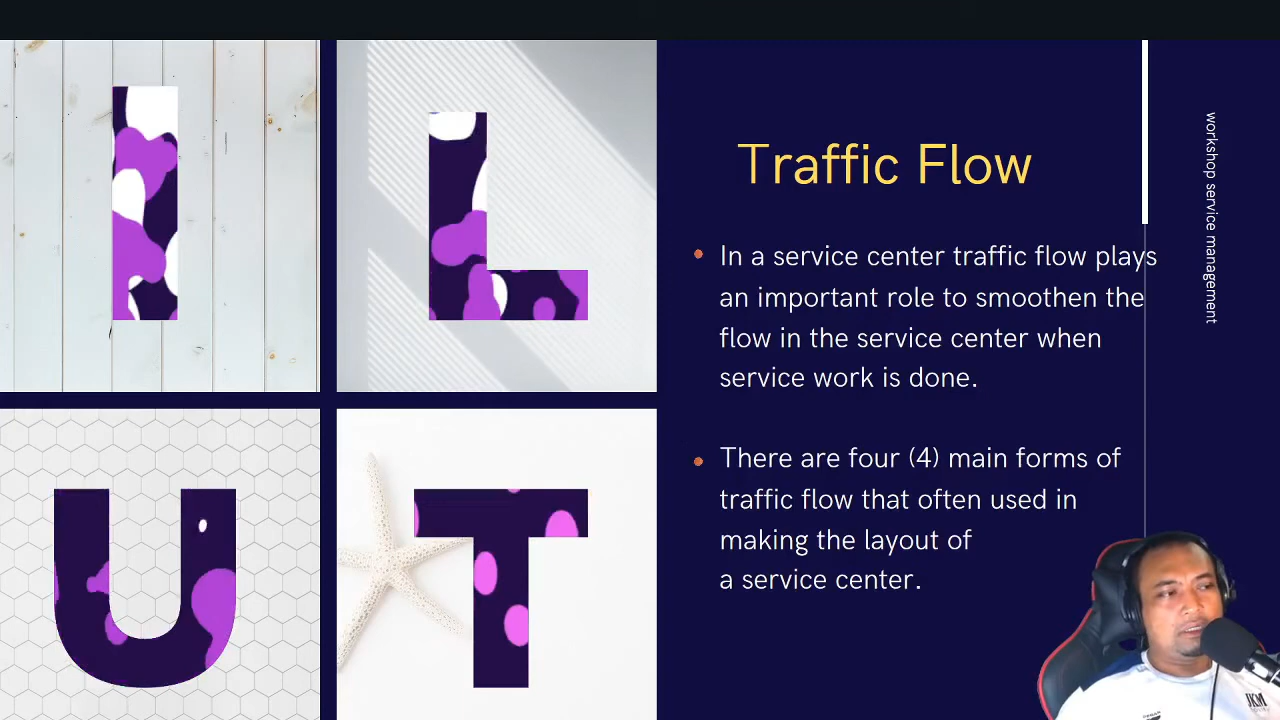 I
L
U
T
Traffic Flow
In a service center traffic flow plays
an important role to smoothen the
flow in the service center when
service work is done.
There are four (4) main forms of
traffic flow that often used in
making the layout of
a service center.
workshop service management
JKM